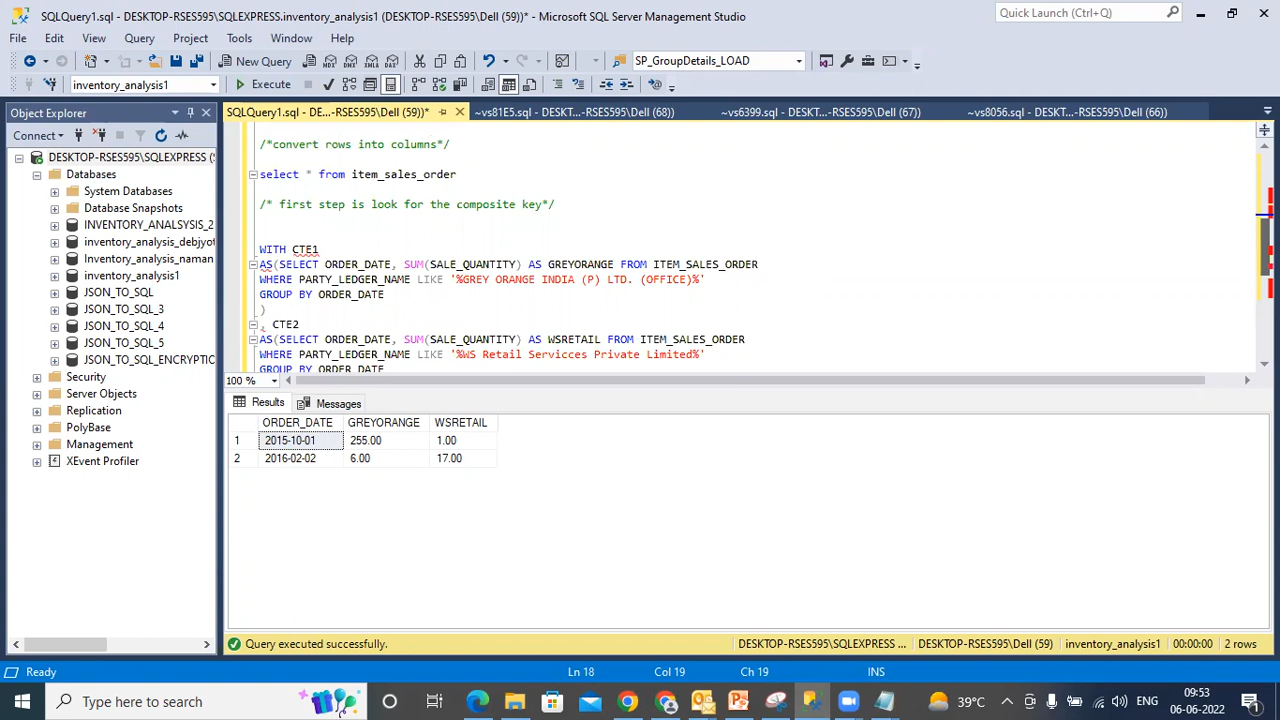 SQLQuery1.sql - DESKTOP-RSES595\SQLEXPRESS.inventory_analysis1 (DESKTOP-RSES595\Dell (59))* - Microsoft SQL Server Management Studio
Quick Launch (Ctrl+Q)
File Edit View Query Project Tools Window Help
New Query
MDX DMX XMLA DAX
SP_GroupDetails_LOAD
inventory_analysis1
Execute
Object Explorer
SQLQuery1.sql - DE...-RSES595\Dell (59))*
~vs81E5.sql - DESKT...-RSES595\Dell (68))
~vs6399.sql - DESKT...-RSES595\Dell (67))
~vs8056.sql - DESKT...-RSES595\Dell (66))
Connect
DESKTOP-RSES595\SQLEXPRESS (S
Databases
System Databases
Database Snapshots
INVENTORY_ANALSYSIS_2
inventory_analysis_debjyot
Inventory_analysis_naman
inventory_analysis1
JSON_TO_SQL
JSON_TO_SQL_3
JSON_TO_SQL_4
JSON_TO_SQL_5
JSON_TO_SQL_ENCRYPTIC
Security
Server Objects
Replication
PolyBase
Management
XEvent Profiler
/*convert rows into columns*/
select * from item_sales_order
/* first step is look for the composite key*/
WITH CTE1
AS(SELECT ORDER_DATE, SUM(SALE_QUANTITY) AS GREYORANGE FROM ITEM_SALES_ORDER
WHERE PARTY_LEDGER_NAME LIKE '%GREY ORANGE INDIA (P) LTD. (OFFICE)%'
GROUP BY ORDER_DATE
)
, CTE2
AS(SELECT ORDER_DATE, SUM(SALE_QUANTITY) AS WSRETAIL FROM ITEM_SALES_ORDER
WHERE PARTY_LEDGER_NAME LIKE '%WS Retail Servicces Private Limited%'
GROUP BY ORDER_DATE
100 %
Results Messages
ORDER_DATE GREYORANGE WSRETAIL
1 2015-10-01 255.00 1.00
2 2016-02-02 6.00 17.00
Query executed successfully.
DESKTOP-RSES595\SQLEXPRESS ... DESKTOP-RSES595\Dell (59) inventory_analysis1 00:00:00 2 rows
Ready
Ln 18 Col 19 Ch 19 INS
Type here to search
39°C
ENG
09:53
06-06-2022
1